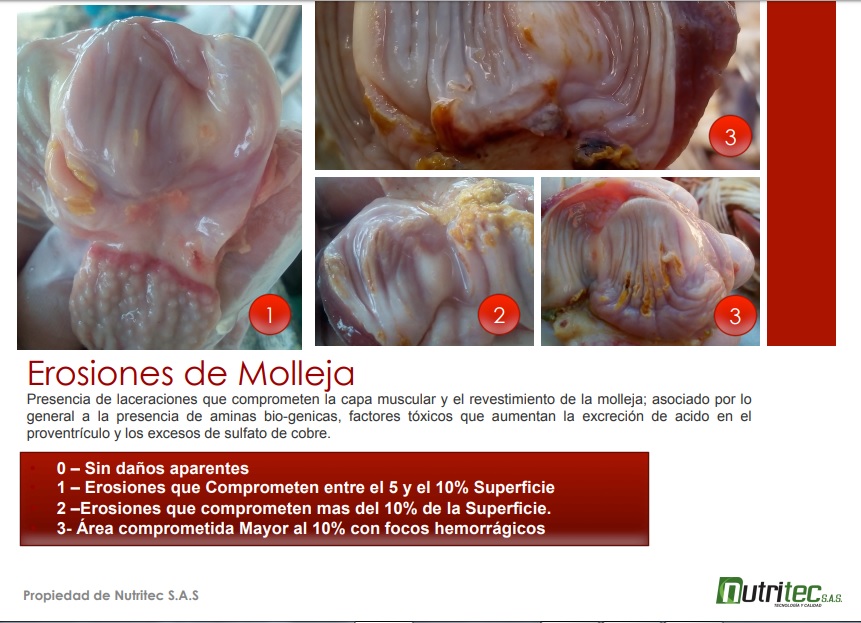 3
1
2
3
Erosiones de Molleja
Presencia de laceraciones que comprometen la capa muscular y el revestimiento de la molleja; asociado por lo
general a la presencia de aminas bio-genicas, factores tóxicos que aumentan la excreción de acido en el
proventrículo y los excesos de sulfato de cobre.
0 – Sin daños aparentes
1 – Erosiones que Comprometen entre el 5 y el 10% Superficie
2 –Erosiones que comprometen mas del 10% de la Superficie.
3- Área comprometida Mayor al 10% con focos hemorrágicos
Propiedad de Nutritec S.A.S
nutritec S.A.S.
TECNOLOGÍA Y CALIDAD